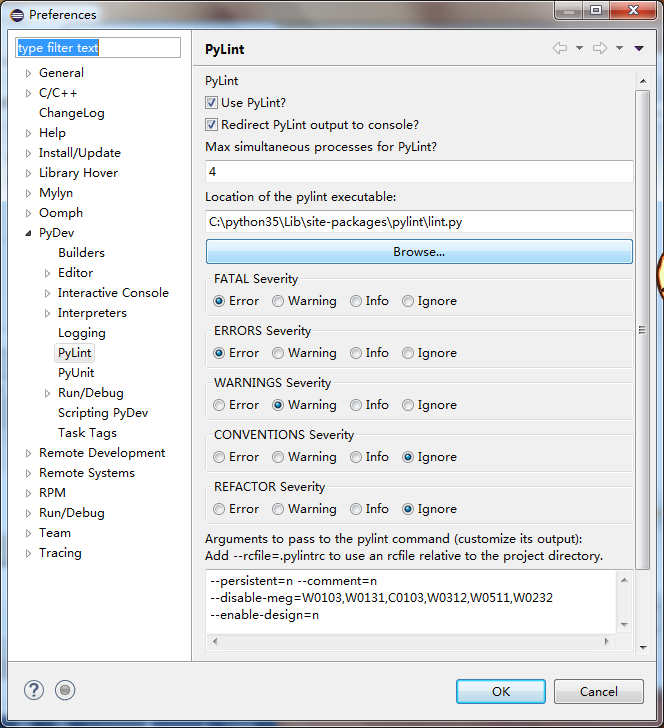 Preferences
type filter text
General
C/C++
ChangeLog
Help
Install/Update
Library Hover
Mylyn
Oomph
PyDev
Builders
Editor
Interactive Console
Interpreters
Logging
PyLint
PyUnit
Run/Debug
Scripting PyDev
Task Tags
Remote Development
Remote Systems
RPM
Run/Debug
Team
Tracing
PyLint
PyLint
Use PyLint?
Redirect PyLint output to console?
Max simultaneous processes for PyLint?
4
Location of the pylint executable:
C:\python35\Lib\site-packages\pylint\lint.py
Browse...
FATAL Severity
Error Warning Info Ignore
ERRORS Severity
Error Warning Info Ignore
WARNINGS Severity
Error Warning Info Ignore
CONVENTIONS Severity
Error Warning Info Ignore
REFACTOR Severity
Error Warning Info Ignore
Arguments to pass to the pylint command (customize its output):
Add --rcfile=.pylintrc to use an rcfile relative to the project directory.
--persistent=n --comment=n
--disable-meg=W0103,W0131,C0103,W0312,W0511,W0232
--enable-design=n
?
OK
Cancel